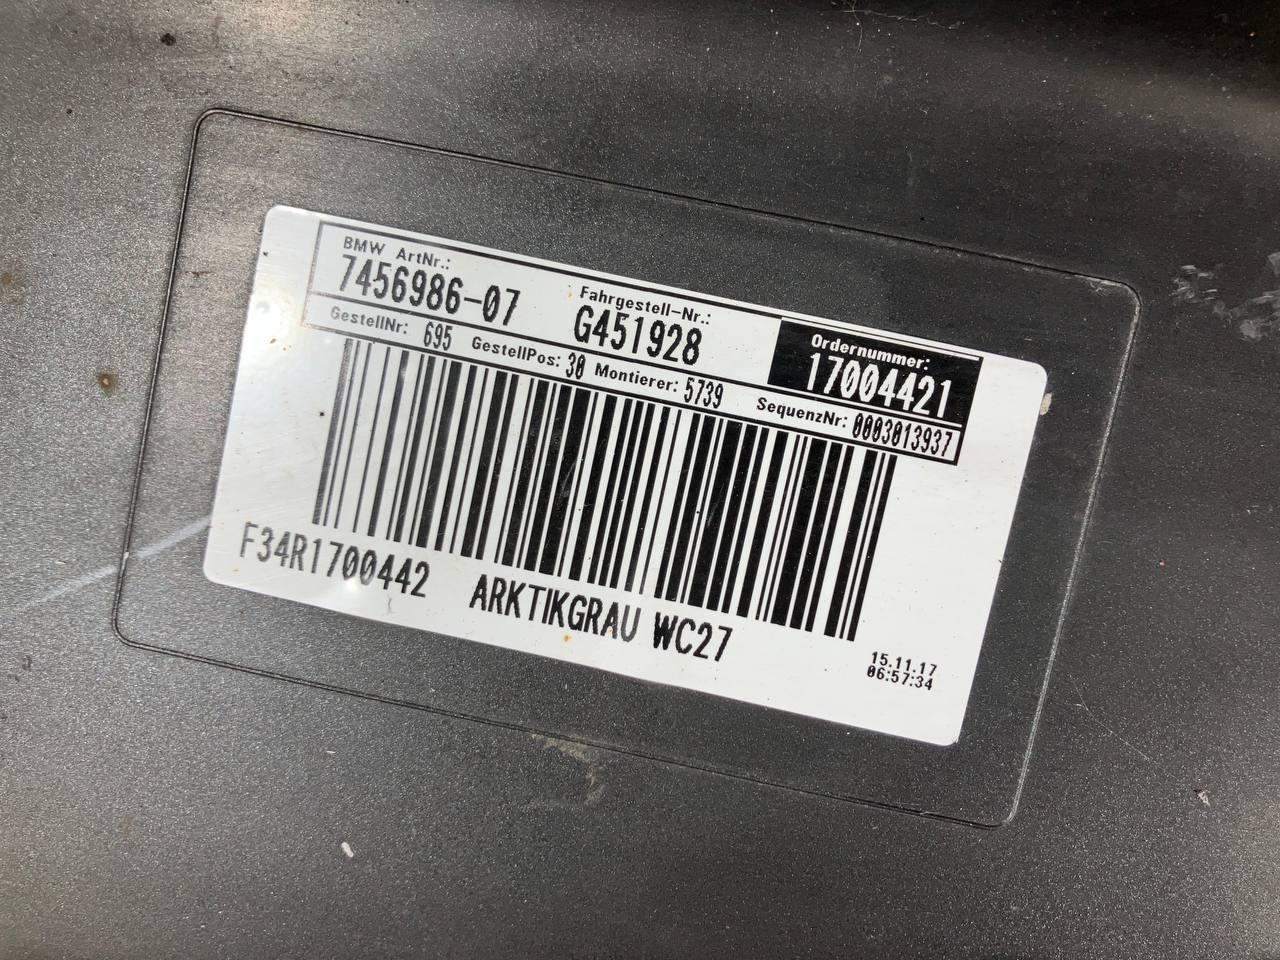 BMW ArtNr.:
7456986-07
Fahrgestell-Nr.:
G451928
Ordernummer:
17004421
GestellNr: 695 GestellPos: 30 Montierer: 5739 SequenzNr: 0003013937
F34R1700442 ARKTIKGRAU WC27
15.11.17
06:57:34